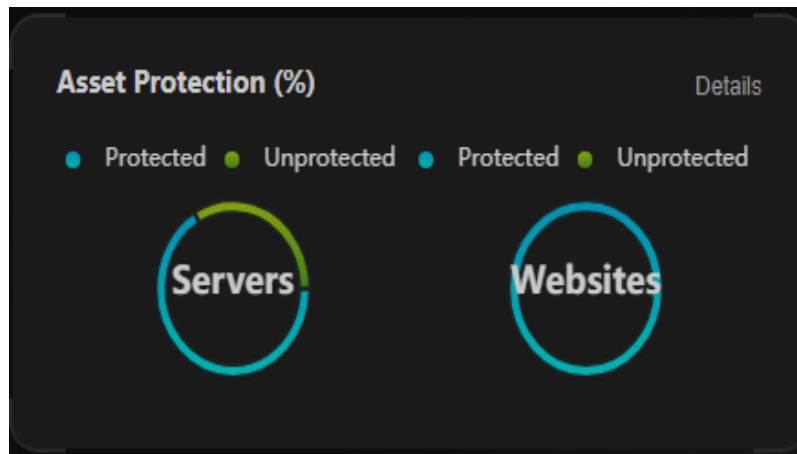 Asset Protection (%) Details
Protected Unprotected Protected Unprotected
Servers Websites